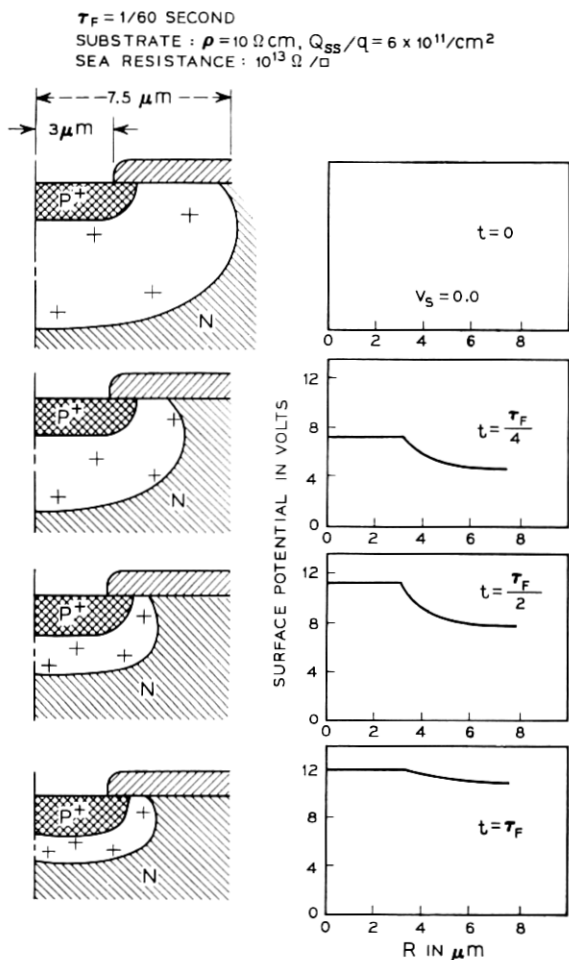 τF = 1/60 SECOND
SUBSTRATE : ρ = 10 Ω cm, QSS/q = 6 x 10¹¹/cm²
SEA RESISTANCE : 10¹³ Ω /□
7.5 μm
3μm
P⁺
+ + + +
N
t = 0
VS = 0.0
0 2 4 6 8
P⁺
+ + + +
N
12
8
4
0
t = τF/4
0 2 4 6 8
SURFACE POTENTIAL IN VOLTS
P⁺
+ + + +
N
12
8
4
0
t = τF/2
0 2 4 6 8
P⁺
+ + + +
N
12
8
4
0
t = τF
0 2 4 6 8
R IN μm